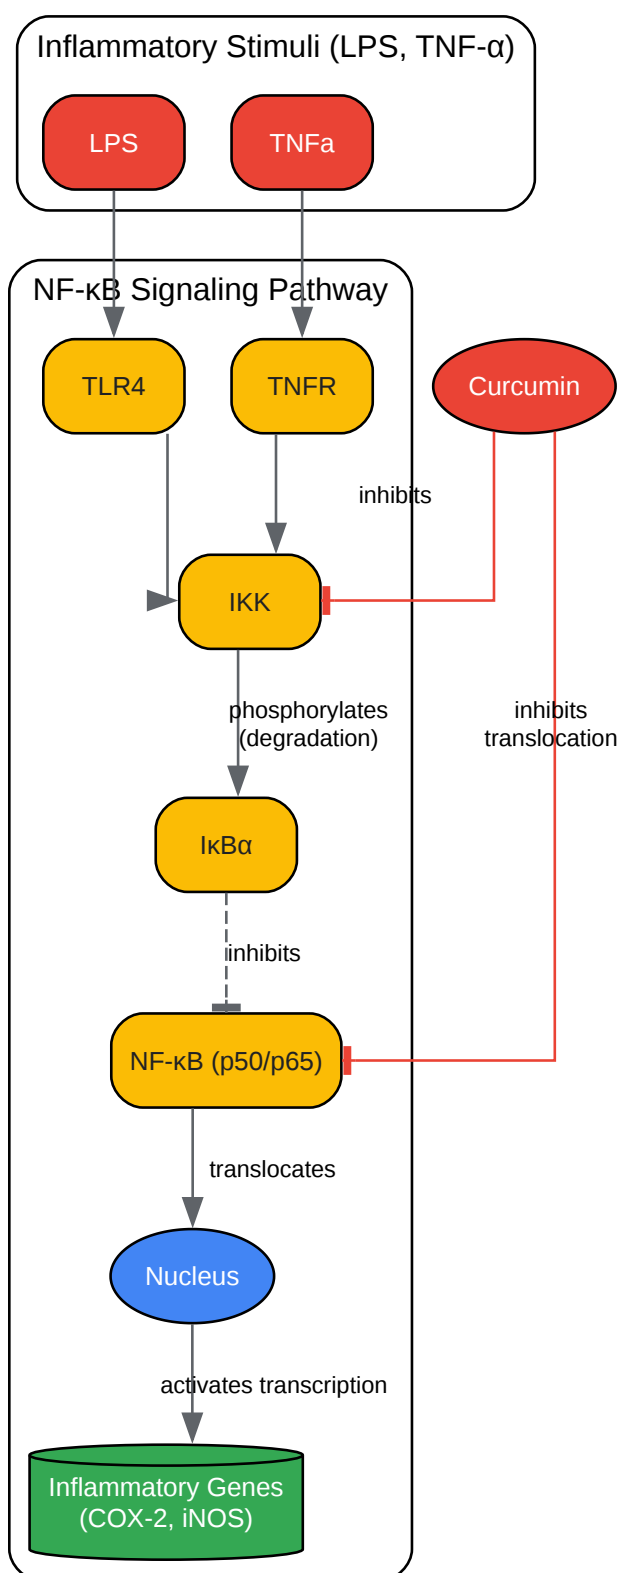 Inflammatory Stimuli (LPS, TNF-α)
LPS
TNFa
NF-κB Signaling Pathway
TLR4
TNFR
Curcumin
inhibits
IKK
phosphorylates
(degradation)
inhibits
translocation
IκBα
inhibits
NF-κB (p50/p65)
translocates
Nucleus
activates transcription
Inflammatory Genes
(COX-2, iNOS)